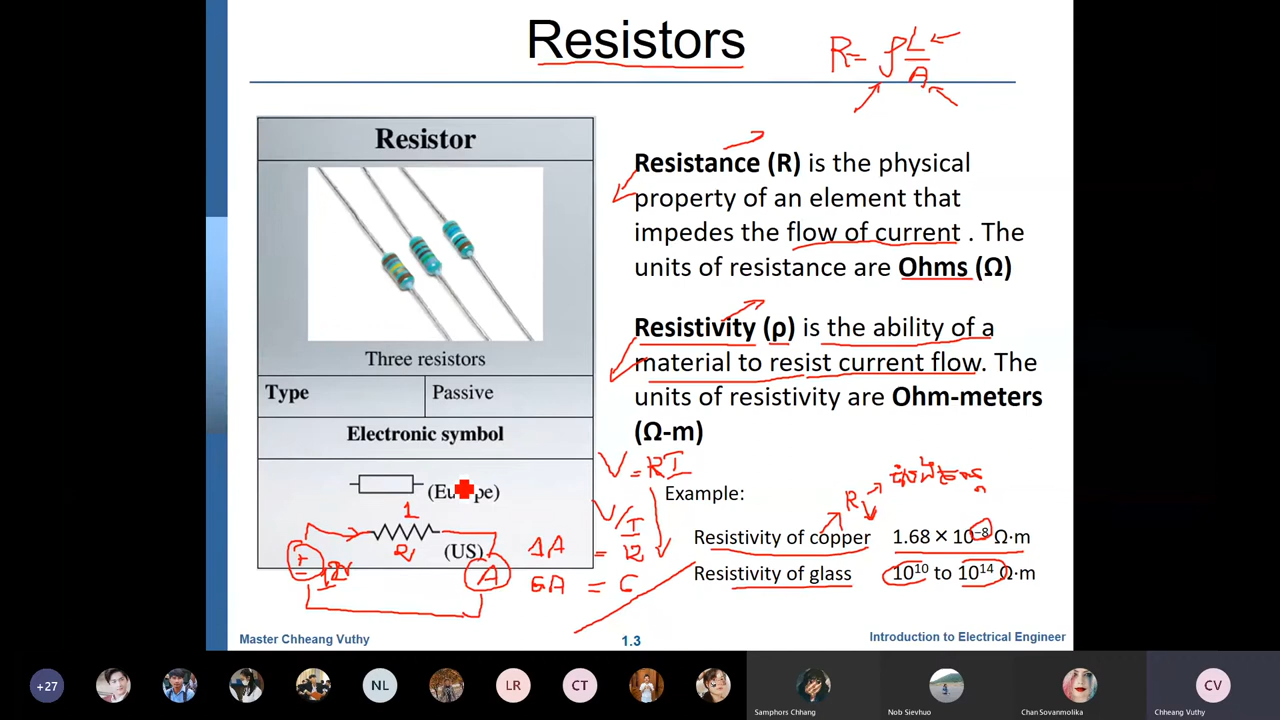 Resistors
R= ρ L/A
Resistor
Three resistors
Type Passive
Electronic symbol
1
R
(US)
+
-
12V
A
Resistance (R) is the physical
property of an element that
impedes the flow of current . The
units of resistance are Ohms (Ω)
Resistivity (ρ) is the ability of a
material to resist current flow. The
units of resistivity are Ohm-meters
(Ω-m)
V = RI
V/I
R
Example:
R
Resistivity of copper 1.68 × 10⁻⁸ Ω·m
Resistivity of glass 10¹⁰ to 10¹⁴ Ω·m
Master Chheang Vuthy
1.3
Introduction to Electrical Engineer
+27
NL
LR
CT
CV
Samphors Chhang
Nob Sievhuo
Chan Sovanmolika
Chheang Vuthy